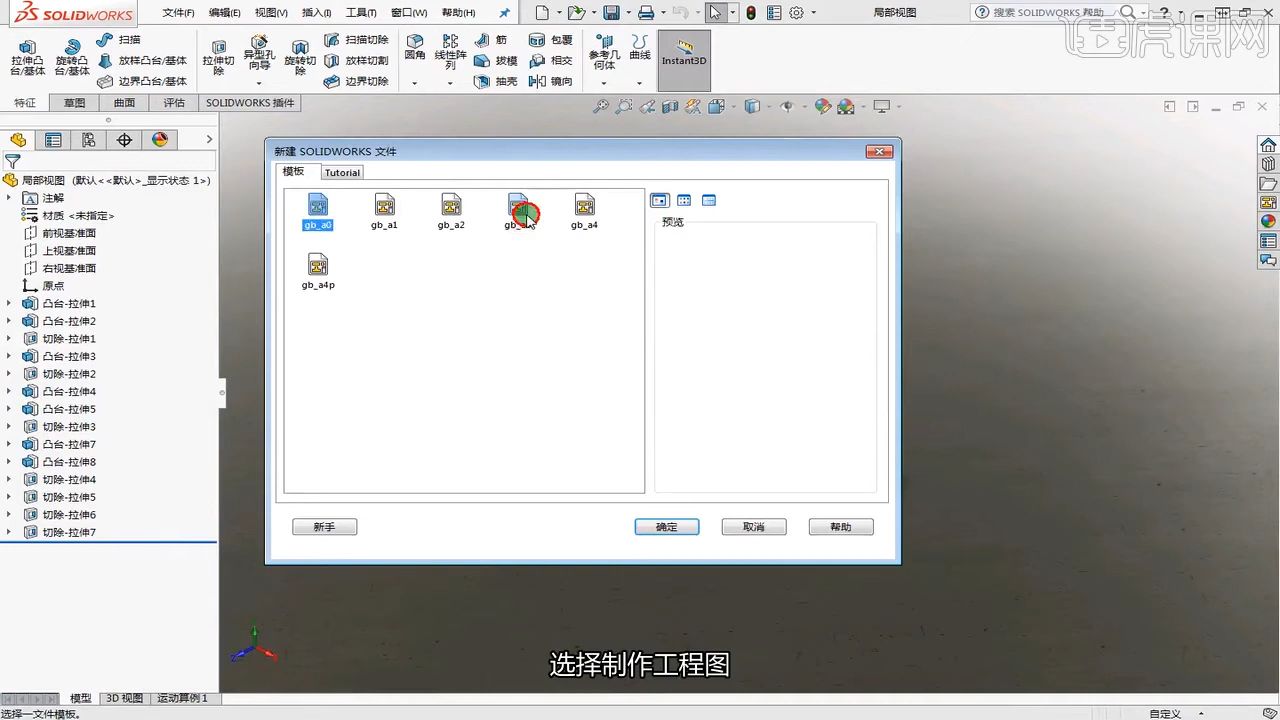 SOLIDWORKS
文件(F) 编辑(E) 视图(V) 插入(I) 工具(T) 窗口(W) 帮助(H)
局部视图
搜索 SOLIDWORKS 帮助
虎课网
拉伸凸台/基体
旋转凸台/基体
扫描
放样凸台/基体
边界凸台/基体
拉伸切除
异型孔向导
旋转切除
扫描切除
放样切割
边界切除
圆角
线性阵列
拔模
抽壳
包覆
相交
镜向
参考几何体
曲线
Instant3D
特征 草图 曲面 评估 SOLIDWORKS 插件
局部视图 (默认<<默认>_显示状态 1>)
注解
材质 <未指定>
前视基准面
上视基准面
右视基准面
原点
凸台-拉伸1
凸台-拉伸2
切除-拉伸1
凸台-拉伸3
切除-拉伸2
凸台-拉伸4
凸台-拉伸5
切除-拉伸3
凸台-拉伸7
凸台-拉伸8
切除-拉伸4
切除-拉伸5
切除-拉伸6
切除-拉伸7
新建 SOLIDWORKS 文件
模板 Tutorial
gb_a0 gb_a1 gb_a2 gb_ gb_a4
gb_a4p
预览
新手 确定 取消 帮助
选择制作工程图
模型 3D 视图 运动算例 1
选择一文件模板。
自定义